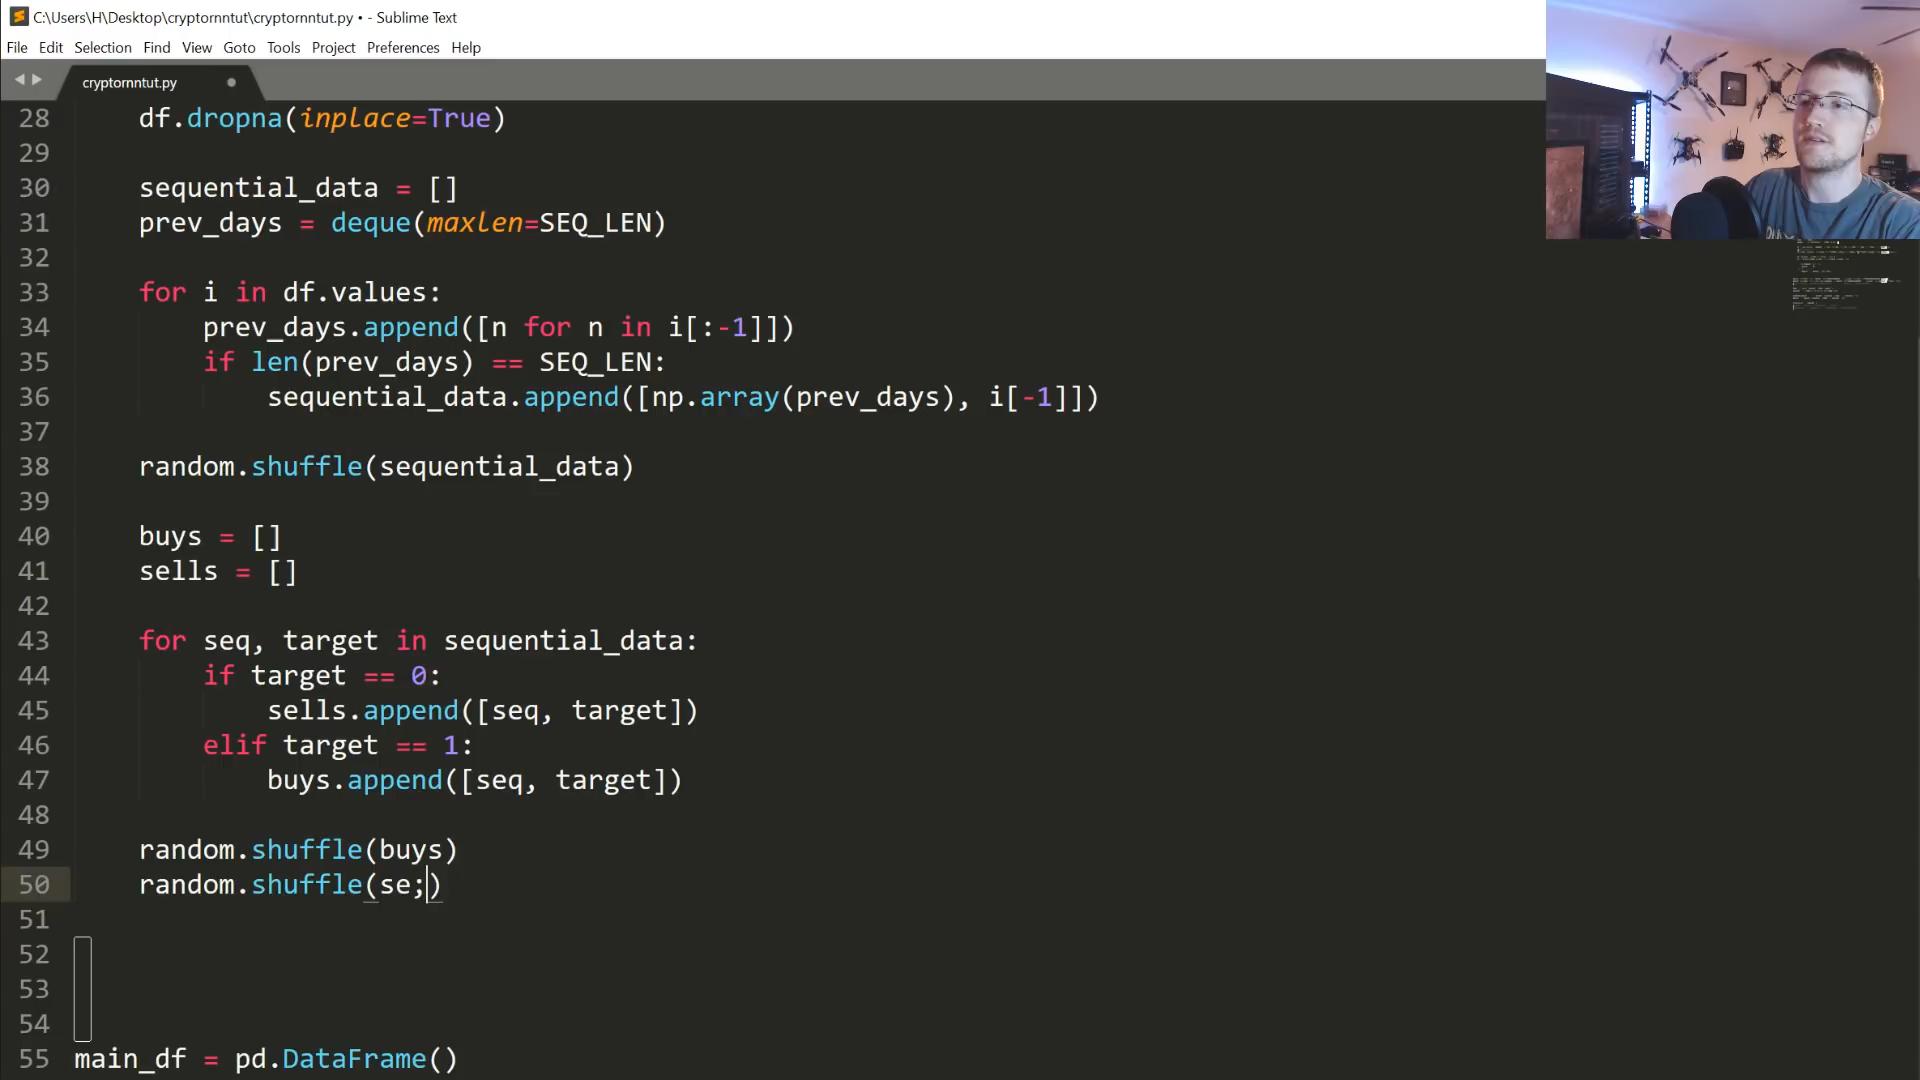 C:\Users\H\Desktop\cryptornntut\cryptornntut.py • - Sublime Text
File Edit Selection Find View Goto Tools Project Preferences Help
cryptornntut.py
28 df.dropna(inplace=True)
29
30 sequential_data = []
31 prev_days = deque(maxlen=SEQ_LEN)
32
33 for i in df.values:
34 prev_days.append([n for n in i[:-1]])
35 if len(prev_days) == SEQ_LEN:
36 sequential_data.append([np.array(prev_days), i[-1]])
37
38 random.shuffle(sequential_data)
39
40 buys = []
41 sells = []
42
43 for seq, target in sequential_data:
44 if target == 0:
45 sells.append([seq, target])
46 elif target == 1:
47 buys.append([seq, target])
48
49 random.shuffle(buys)
50 random.shuffle(se;)
51
52
53
54
55 main_df = pd.DataFrame()